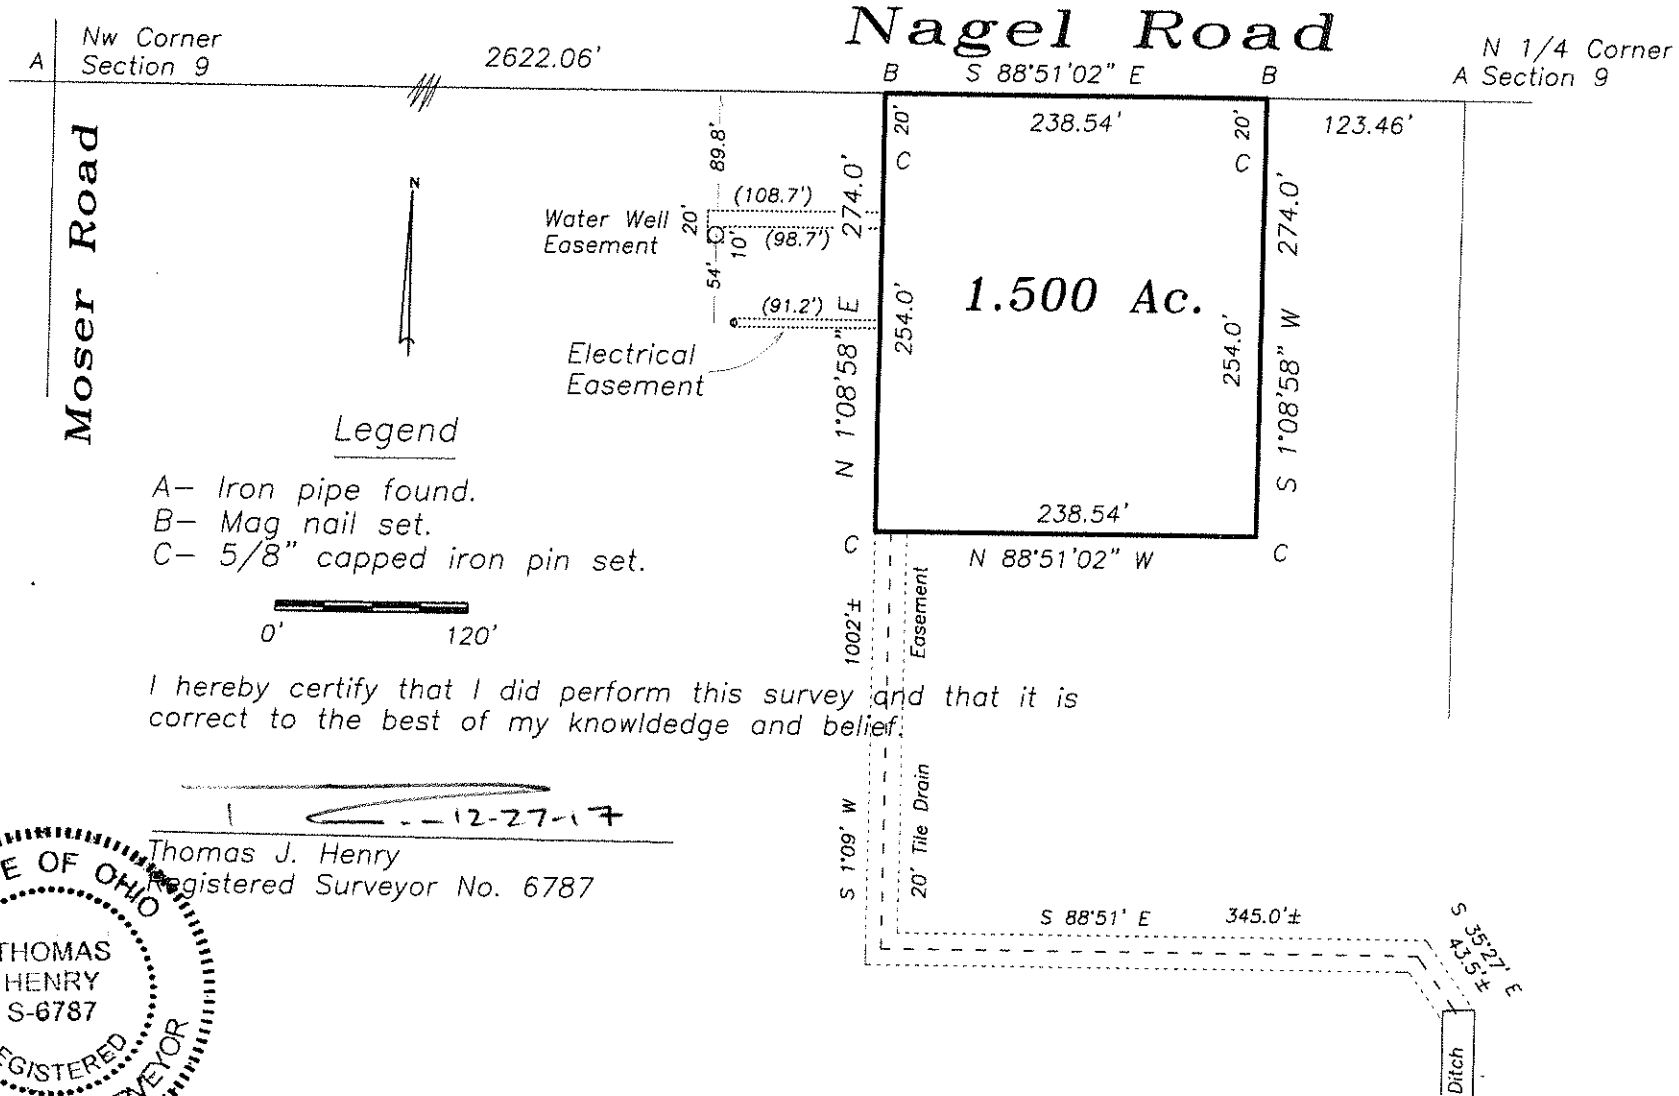 Nagel Road
Nw Corner
Section 9
A
2622.06'
B
S 88°51'02" E
B
N 1/4 Corner
A Section 9
20'
238.54'
20'
123.46'
C
C
Moser Road
N
89.8'
274.0'
274.0'
(108.7')
Water Well
Easement
20'
10'
(98.7')
54'
1.500 Ac.
(91.2')
254.0'
254.0'
N 1°08'58" E
S 1°08'58" W
Electrical
Easement
Legend
A– Iron pipe found.
B– Mag nail set.
C– 5/8" capped iron pin set.
238.54'
C
N 88°51'02" W
C
0'
120'
1002'±
Easement
I hereby certify that I did perform this survey and that it is
correct to the best of my knowldedge and belief.
12-27-17
Thomas J. Henry
Registered Surveyor No. 6787
S 1°09' W
20' Tile Drain
S 88°51' E
345.0'±
S 35°27' E
43.5'±
Ditch
E OF OHIO
THOMAS
HENRY
S-6787
EGISTERED
VEYOR